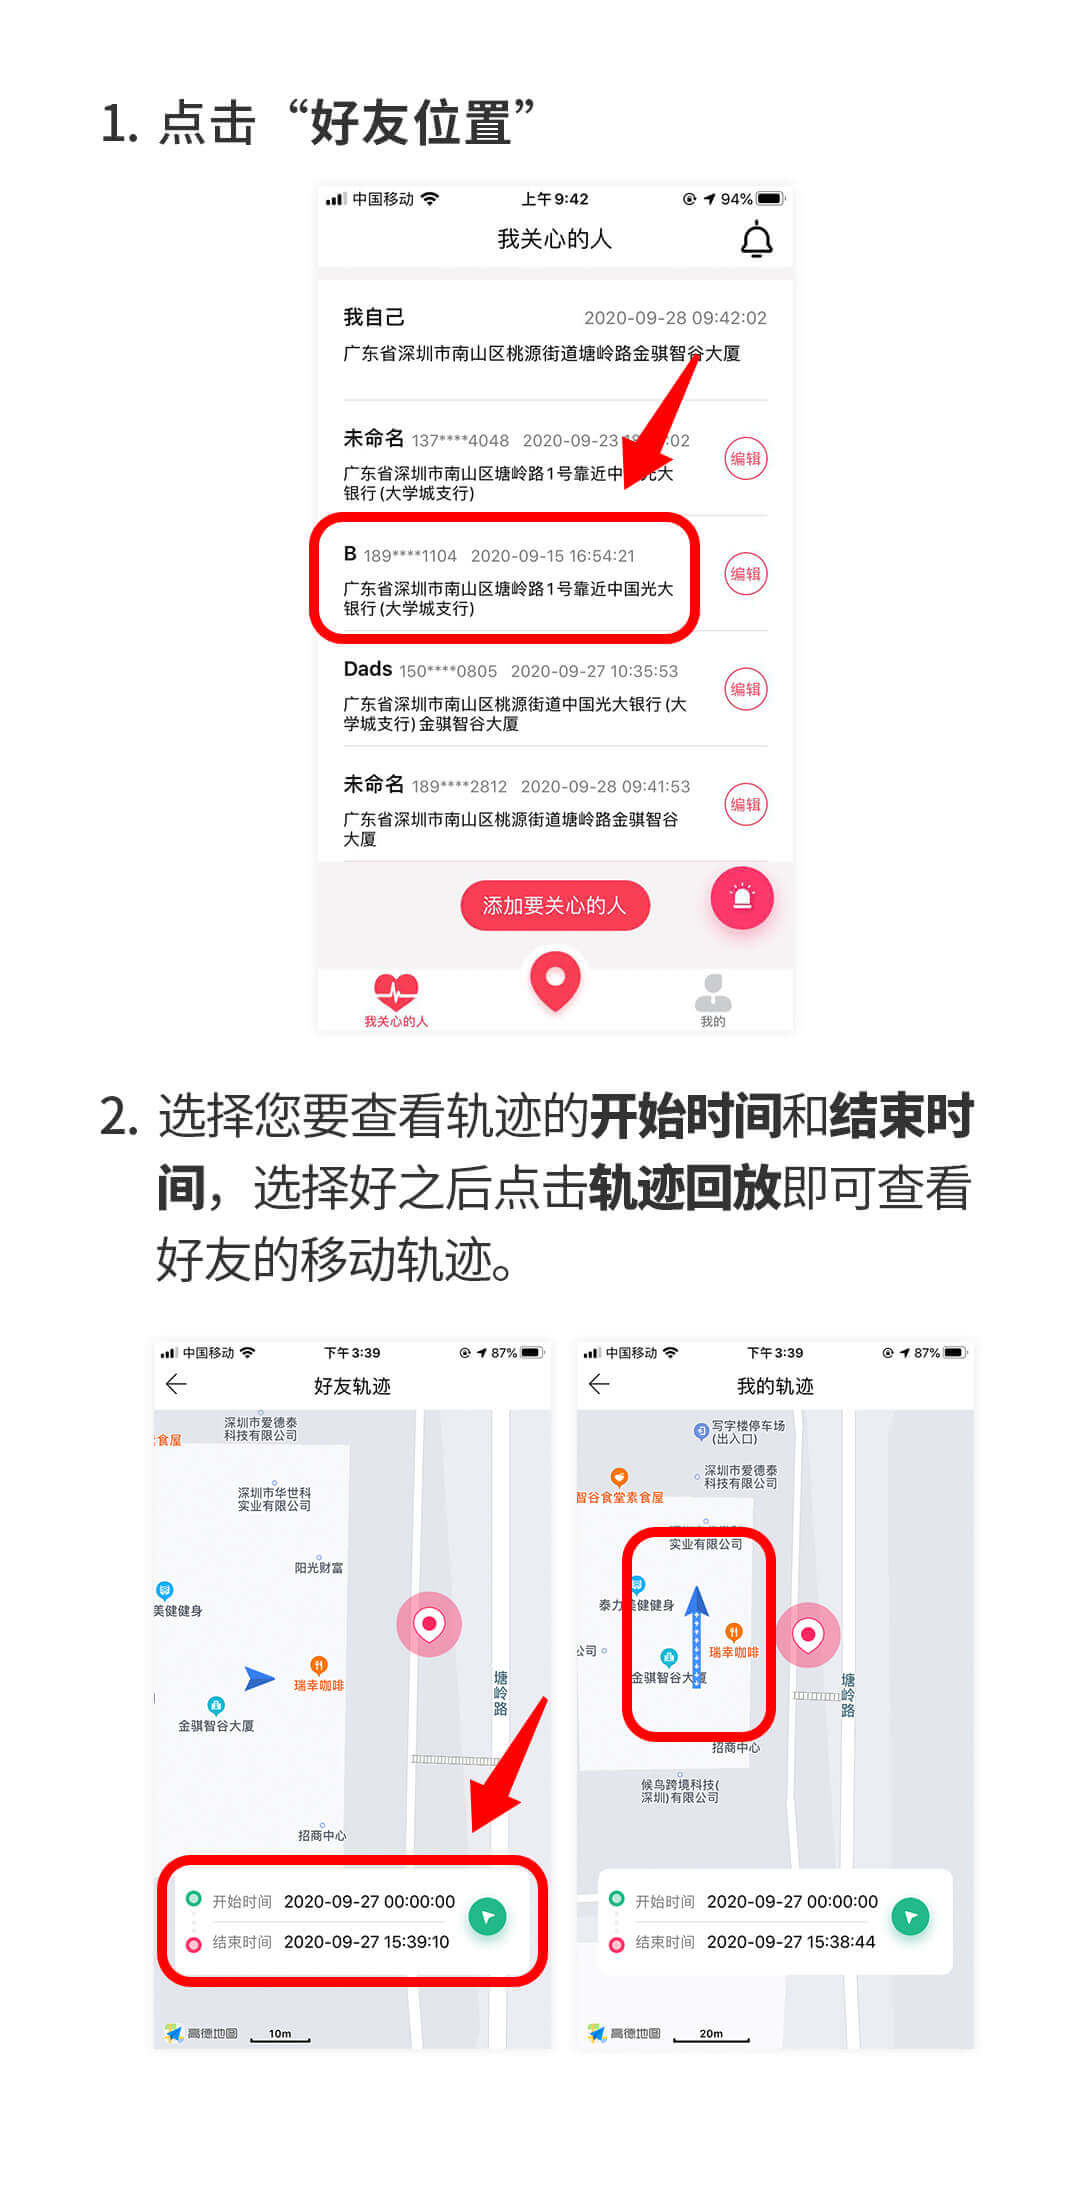 1. 点击“好友位置”
中国移动 上午9:42 94%
我关心的人
我自己 2020-09-28 09:42:02
广东省深圳市南山区桃源街道塘岭路金骐智谷大厦
未命名 137****4048 2020-09-23 :02
广东省深圳市南山区塘岭路1号靠近中 光大
银行(大学城支行)
编辑
B 189****1104 2020-09-15 16:54:21
广东省深圳市南山区塘岭路1号靠近中国光大
银行(大学城支行)
编辑
Dads 150****0805 2020-09-27 10:35:53
广东省深圳市南山区桃源街道中国光大银行(大
学城支行)金骐智谷大厦
编辑
未命名 189****2812 2020-09-28 09:41:53
广东省深圳市南山区桃源街道塘岭路金骐智谷
大厦
编辑
添加要关心的人
我关心的人
我的
2. 选择您要查看轨迹的开始时间和结束时
间，选择好之后点击轨迹回放即可查看
好友的移动轨迹。
中国移动 下午3:39 87%
好友轨迹
深圳市爱德泰
科技有限公司
食屋
深圳市华世科
实业有限公司
阳光财富
美健健身
瑞幸咖啡
金骐智谷大厦
塘岭路
招商中心
开始时间 2020-09-27 00:00:00
结束时间 2020-09-27 15:39:10
高德地图 10m
中国移动 下午3:39 87%
我的轨迹
写字楼停车场
(出入口)
深圳市爱德泰
科技有限公司
智谷食堂素食屋
实业有限公司
泰力美健健身
公司
瑞幸咖啡
金骐智谷大厦
塘岭路
招商中心
候鸟跨境科技(
深圳)有限公司
开始时间 2020-09-27 00:00:00
结束时间 2020-09-27 15:38:44
高德地图 20m